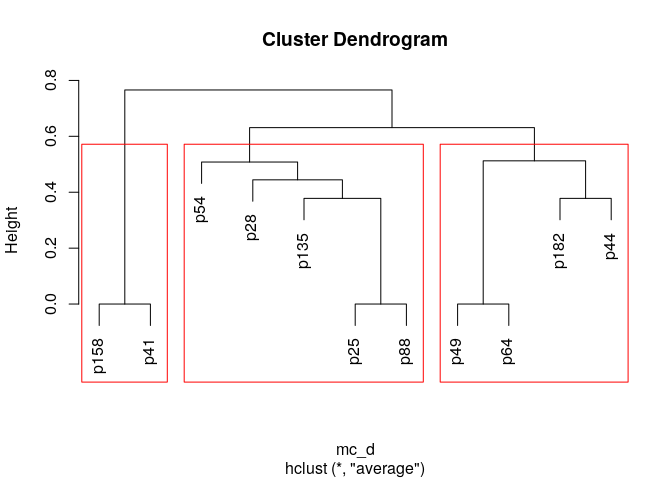 Cluster Dendrogram
Height
0.8
0.6
0.4
0.2
0.0
p158
p41
p54
p28
p135
p25
p88
p49
p64
p182
p44
mc_d
hclust (*, "average")